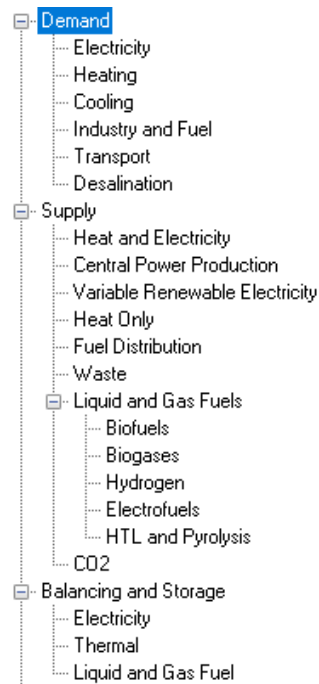 Demand
Electricity
Heating
Cooling
Industry and Fuel
Transport
Desalination
Supply
Heat and Electricity
Central Power Production
Variable Renewable Electricity
Heat Only
Fuel Distribution
Waste
Liquid and Gas Fuels
Biofuels
Biogases
Hydrogen
Electrofuels
HTL and Pyrolysis
CO2
Balancing and Storage
Electricity
Thermal
Liquid and Gas Fuel